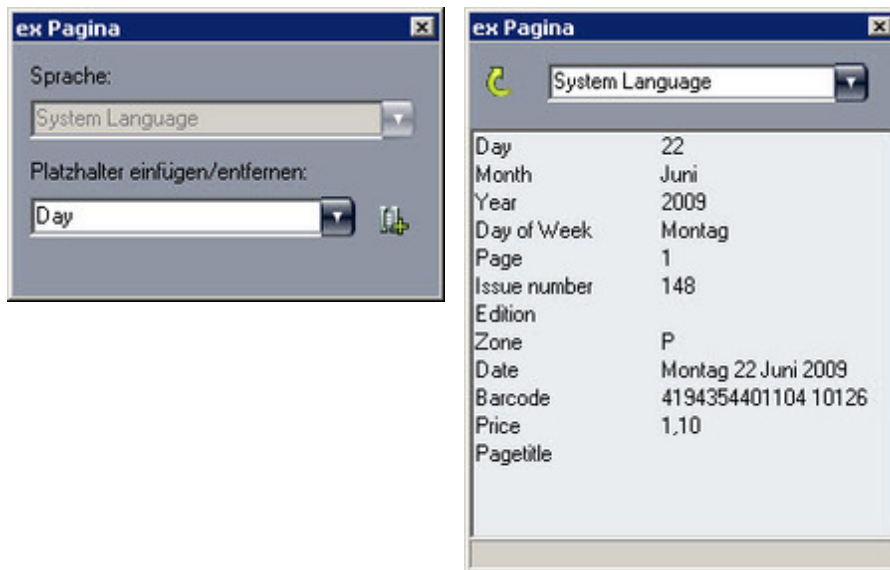 ex Pagina
Sprache:
System Language
Platzhalter einfügen/entfernen:
Day
ex Pagina
System Language
Day 22
Month Juni
Year 2009
Day of Week Montag
Page 1
Issue number 148
Edition
Zone P
Date Montag 22 Juni 2009
Barcode 4194354401104 10126
Price 1,10
Pagetitle